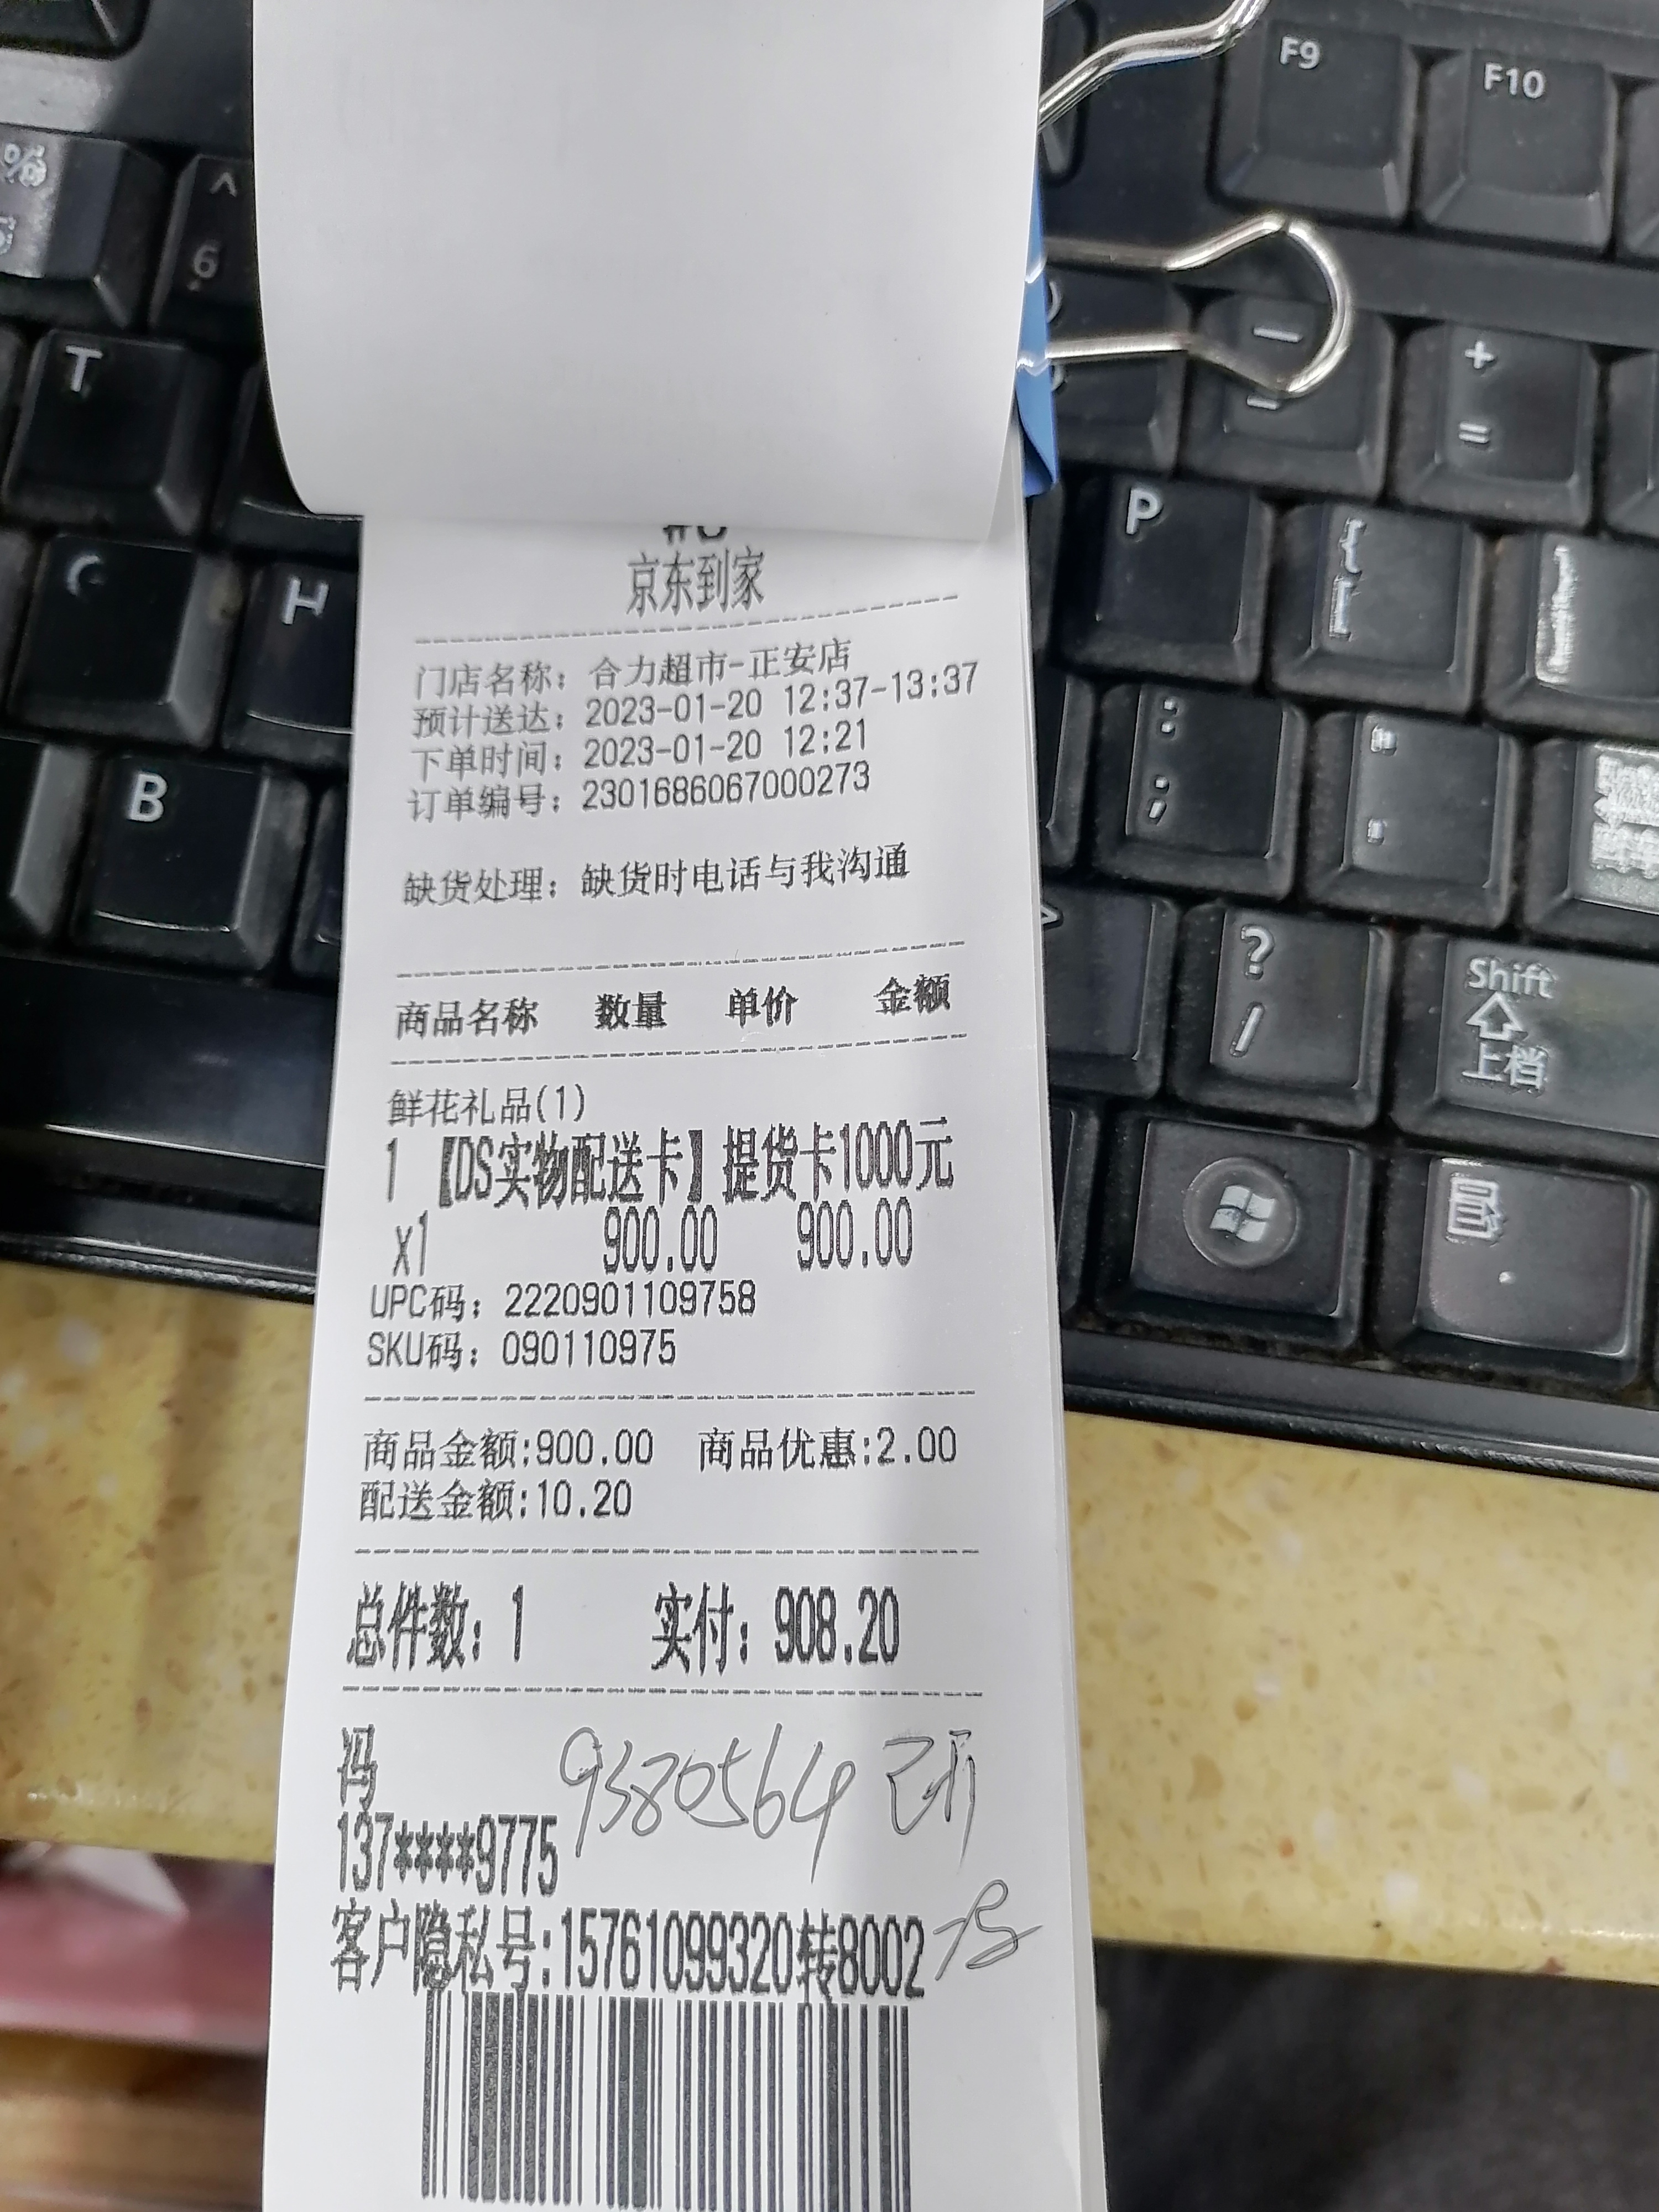 京东到家
门店名称：合力超市-正安店
预计送达：2023-01-20 12:37-13:37
下单时间：2023-01-20 12:21
订单编号：2301686067000273
缺货处理：缺货时电话与我沟通
商品名称 数量 单价 金额
鲜花礼品(1)
1 【DS实物配送卡】提货卡1000元
x1 900.00 900.00
UPC码：2220901109758
SKU码：090110975
商品金额:900.00 商品优惠:2.00
配送金额:10.20
总件数：1 实付：908.20
冯
9380564
137****9775
客户隐私号:15761099320转8002
F9
F10
%
^
6
T
—
-
+
=
P
{
[
H
B
:
;
"
?
/
Shift
上档